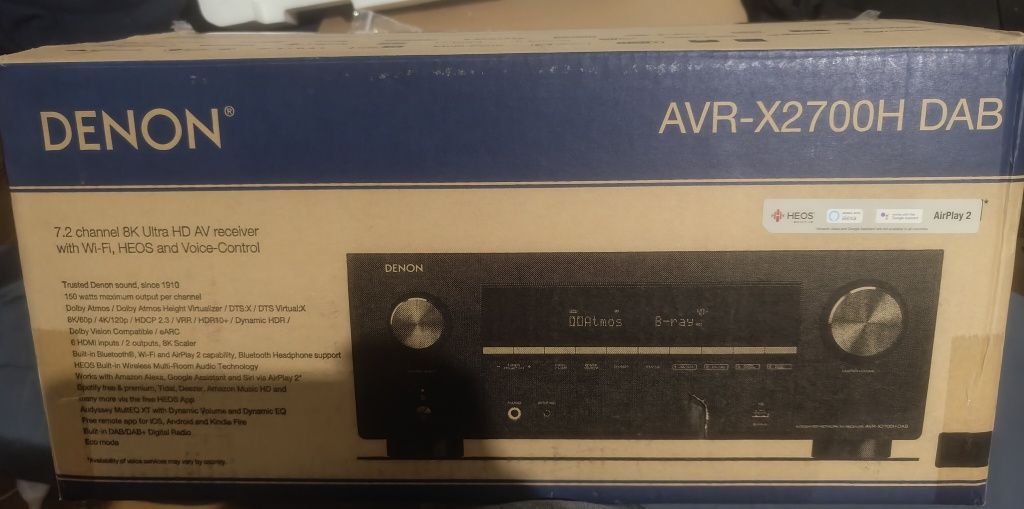 DENON®
AVR-X2700H DAB
7.2 channel 8K Ultra HD AV receiver
with Wi-Fi, HEOS and Voice-Control
HEOS
AirPlay 2
*
Trusted Denon sound, since 1910
150 watts maximum output per channel
Dolby Atmos / Dolby Atmos Height Virtualizer / DTS:X / DTS Virtual:X
8K/60p / 4K/120p / HDCP 2.3 / VRR / HDR10+ / Dynamic HDR /
Dolby Vision Compatible / eARC
6 HDMI inputs / 2 outputs, 8K Scaler
Built-in Bluetooth®, Wi-Fi and AirPlay 2 capability, Bluetooth Headphone support
HEOS Built-in Wireless Multi-Room Audio Technology
Works with Amazon Alexa, Google Assistant and Siri via AirPlay 2*
Spotify free & premium, Tidal, Deezer, Amazon Music HD and
many more via the free HEOS App
Audyssey MultEQ XT with Dynamic Volume and Dynamic EQ
Free remote app for iOS, Android and Kindle Fire
Built-in DAB/DAB+ Digital Radio
Eco mode
*Availability of voice services may vary by country.
DENON
Atmos B-ray
AVR-X2700H DAB